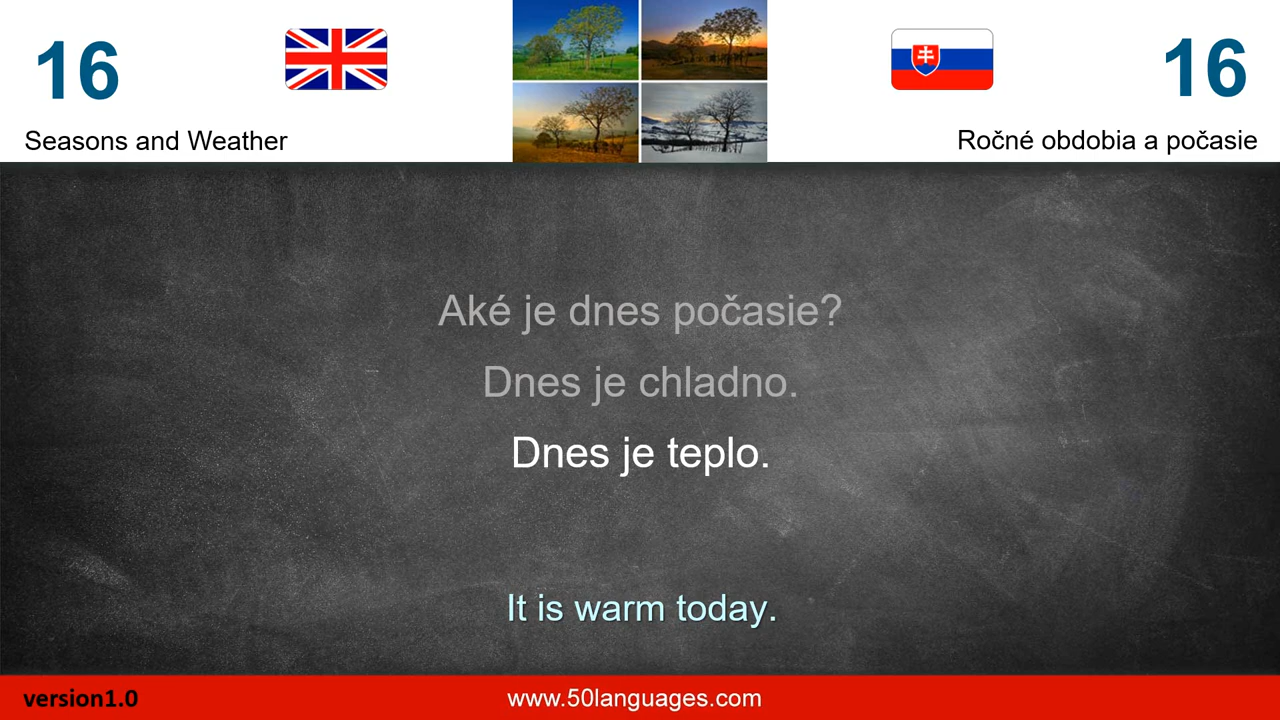 16
16
Seasons and Weather
Ročné obdobia a počasie
Aké je dnes počasie?
Dnes je chladno.
Dnes je teplo.
It is warm today.
version1.0
www.50languages.com